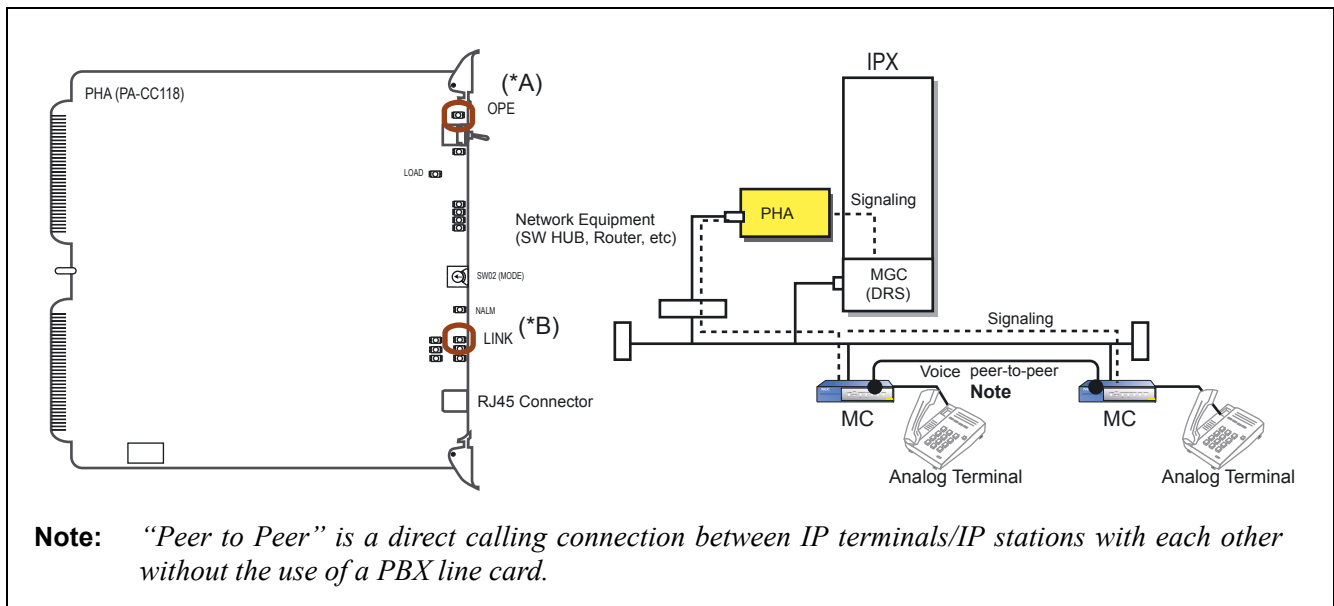 PHA (PA-CC118)
(*A)
OPE
LOAD
SW02 (MODE)
NALM
LINK (*B)
RJ45 Connector
IPX
PHA
Signaling
Network Equipment
(SW HUB, Router, etc)
MGC
(DRS)
Signaling
Voice peer-to-peer
Note
MC
MC
Analog Terminal
Analog Terminal
Note: “Peer to Peer” is a direct calling connection between IP terminals/IP stations with each other
without the use of a PBX line card.